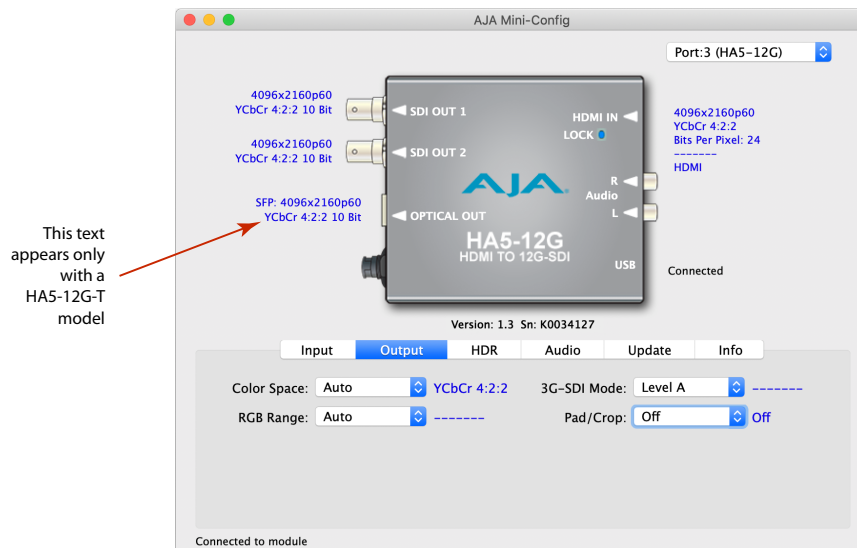 AJA Mini-Config
Port:3 (HA5-12G)
4096x2160p60
YCbCr 4:2:2 10 Bit
SDI OUT 1
4096x2160p60
YCbCr 4:2:2 10 Bit
SDI OUT 2
SFP: 4096x2160p60
YCbCr 4:2:2 10 Bit
OPTICAL OUT
HDMI IN
LOCK
4096x2160p60
YCbCr 4:2:2
Bits Per Pixel: 24
-------
HDMI
AJA
R
Audio
L
HA5-12G
HDMI TO 12G-SDI
USB
Connected
This text
appears only
with a
HA5-12G-T
model
Version: 1.3 Sn: K0034127
Input Output HDR Audio Update Info
Color Space: Auto YCbCr 4:2:2 3G-SDI Mode: Level A -------
RGB Range: Auto ------- Pad/Crop: Off Off
Connected to module